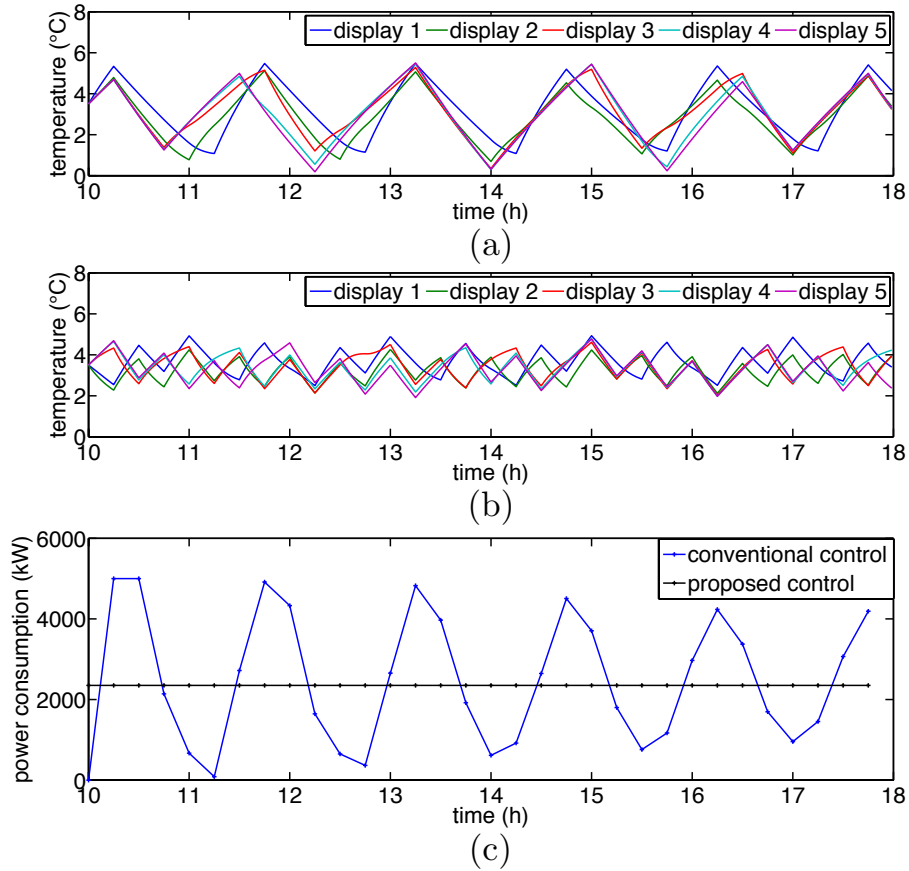 8
6
4
2
0
temperature (°C)
display 1 display 2 display 3 display 4 display 5
10 11 12 13 14 15 16 17 18
time (h)
(a)
8
6
4
2
0
temperature (°C)
display 1 display 2 display 3 display 4 display 5
10 11 12 13 14 15 16 17 18
time (h)
(b)
6000
4000
2000
0
power consumption (kW)
conventional control
proposed control
10 11 12 13 14 15 16 17 18
time (h)
(c)